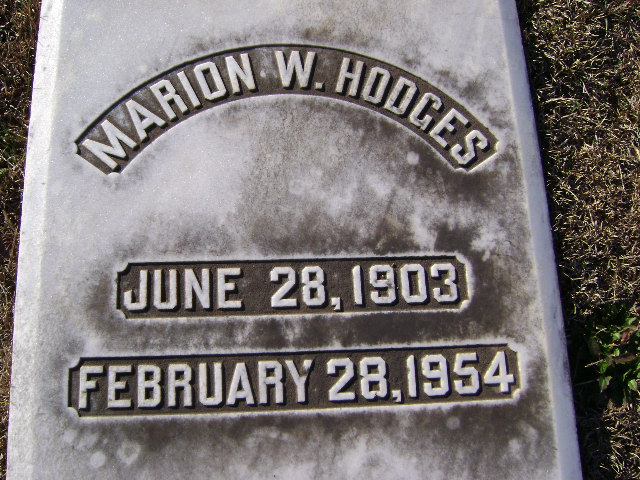 MARION W. HODGES
JUNE 28, 1903
FEBRUARY 28, 1954